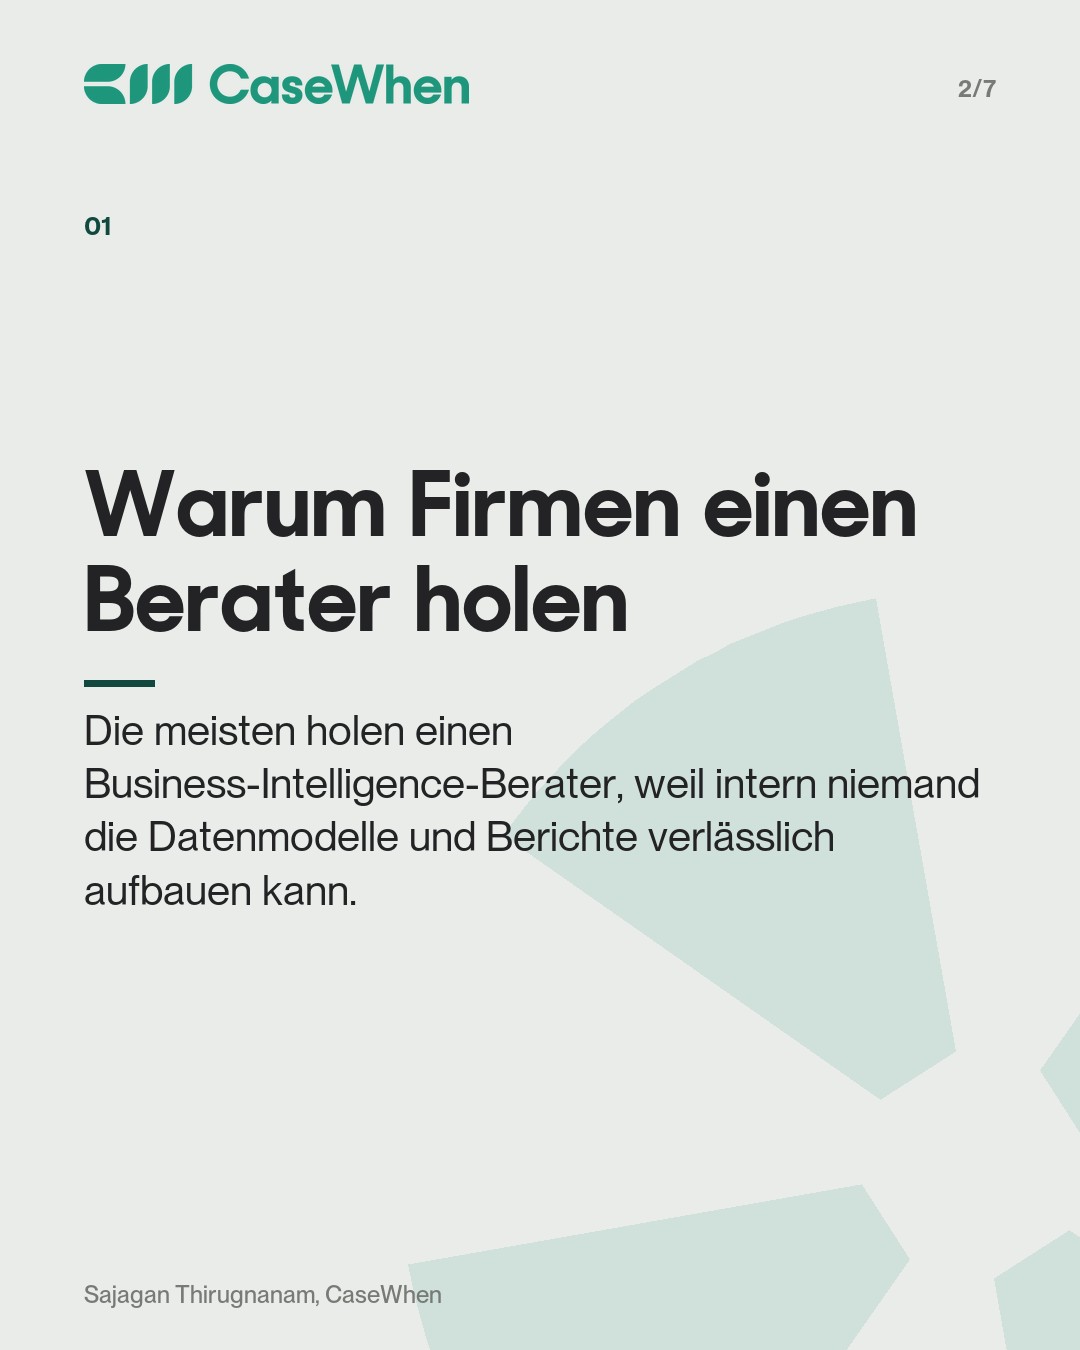 CaseWhen
2/7
01
Warum Firmen einen
Berater holen
Die meisten holen einen
Business-Intelligence-Berater, weil intern niemand
die Datenmodelle und Berichte verlässlich
aufbauen kann.
Sajagan Thirugnanam, CaseWhen